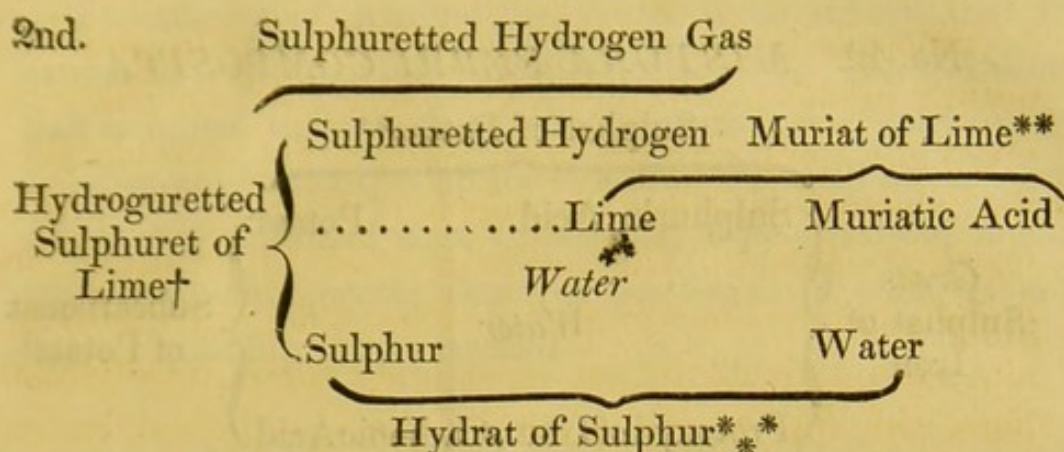 2nd. Sulphuretted Hydrogen Gas
Sulphuretted Hydrogen Muriat of Lime**
Hydroguretted
Sulphuret of
Lime†
..............Lime Muriatic Acid
Water
Sulphur Water
Hydrat of Sulphur***